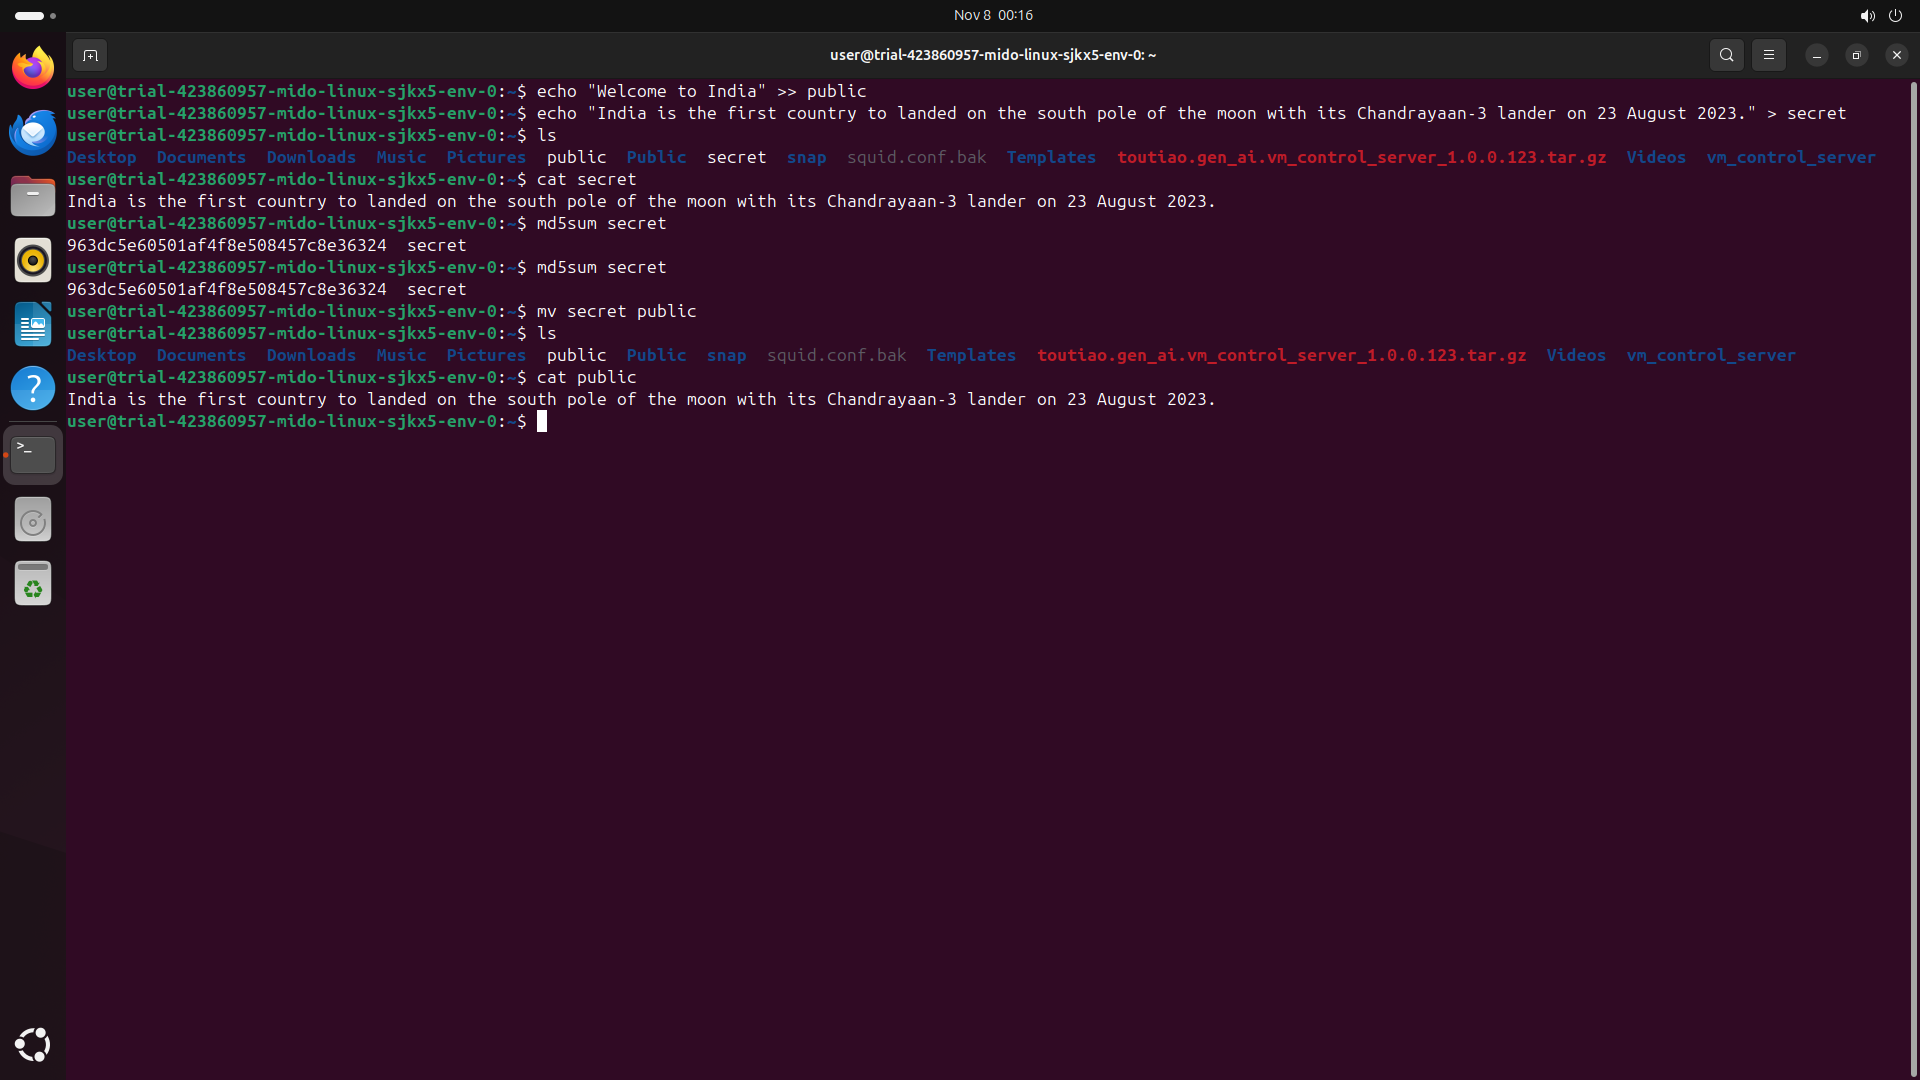 Nov 8 00:16
user@trial-423860957-mido-linux-sjkx5-env-0: ~
user@trial-423860957-mido-linux-sjkx5-env-0:~$ echo "Welcome to India" >> public
user@trial-423860957-mido-linux-sjkx5-env-0:~$ echo "India is the first country to landed on the south pole of the moon with its Chandrayaan-3 lander on 23 August 2023." > secret
user@trial-423860957-mido-linux-sjkx5-env-0:~$ ls
Desktop Documents Downloads Music Pictures public Public secret snap squid.conf.bak Templates toutiao.gen_ai.vm_control_server_1.0.0.123.tar.gz Videos vm_control_server
user@trial-423860957-mido-linux-sjkx5-env-0:~$ cat secret
India is the first country to landed on the south pole of the moon with its Chandrayaan-3 lander on 23 August 2023.
user@trial-423860957-mido-linux-sjkx5-env-0:~$ md5sum secret
963dc5e60501af4f8e508457c8e36324  secret
user@trial-423860957-mido-linux-sjkx5-env-0:~$ md5sum secret
963dc5e60501af4f8e508457c8e36324  secret
user@trial-423860957-mido-linux-sjkx5-env-0:~$ mv secret public
user@trial-423860957-mido-linux-sjkx5-env-0:~$ ls
Desktop Documents Downloads Music Pictures public Public snap squid.conf.bak Templates toutiao.gen_ai.vm_control_server_1.0.0.123.tar.gz Videos vm_control_server
user@trial-423860957-mido-linux-sjkx5-env-0:~$ cat public
India is the first country to landed on the south pole of the moon with its Chandrayaan-3 lander on 23 August 2023.
user@trial-423860957-mido-linux-sjkx5-env-0:~$